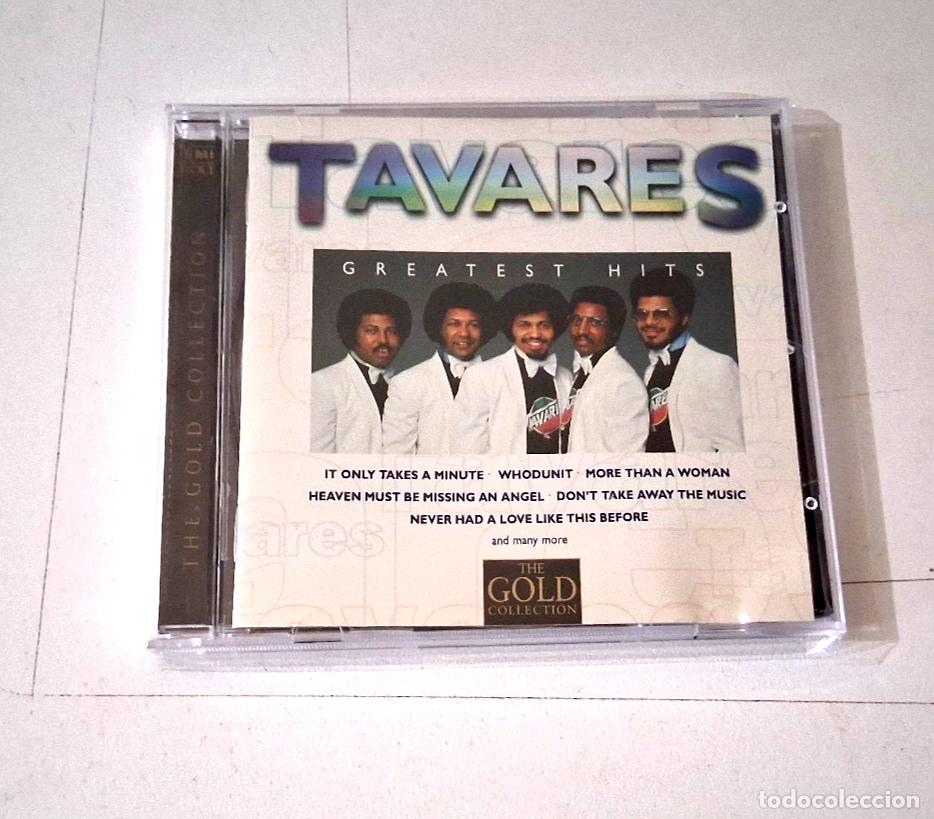 TAVARES
GREATEST HITS
TAVARES
IT ONLY TAKES A MINUTE · WHODUNIT · MORE THAN A WOMAN
HEAVEN MUST BE MISSING AN ANGEL · DON'T TAKE AWAY THE MUSIC
NEVER HAD A LOVE LIKE THIS BEFORE
and many more
THE
GOLD
COLLECTION
THE GOLD COLLECTION
ares
todocoleccion